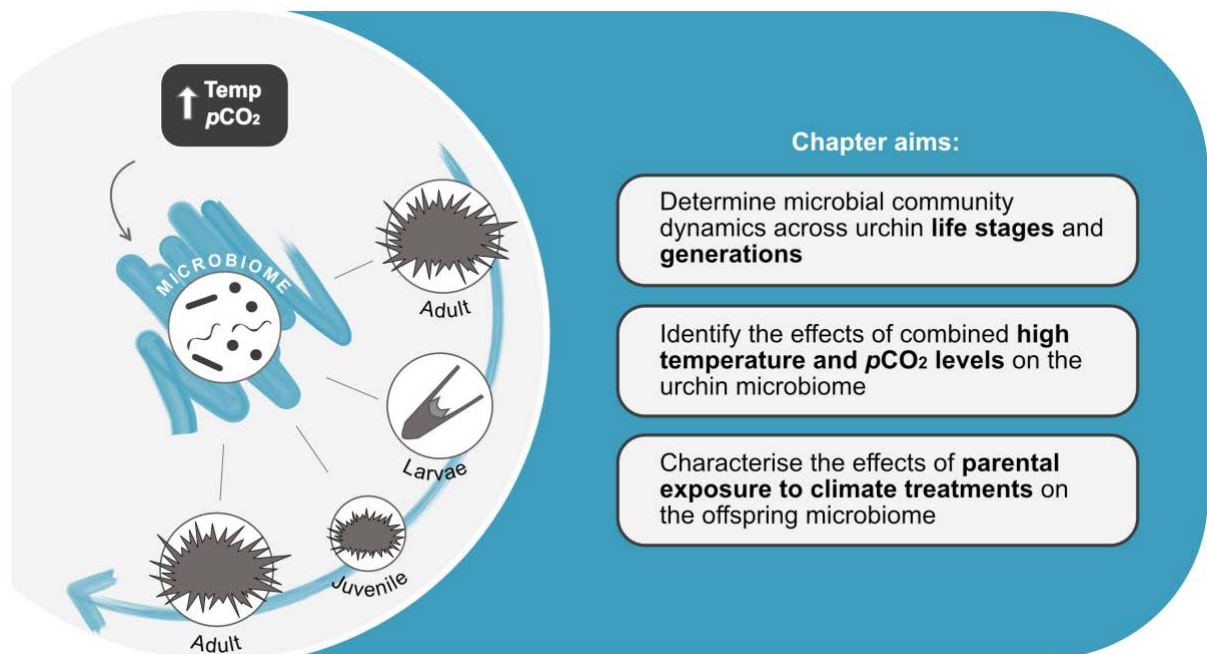 Temp
pCO₂
MICROBIOME
Adult
Larvae
Juvenile
Adult
Chapter aims:
Determine microbial community
dynamics across urchin life stages and
generations
Identify the effects of combined high
temperature and pCO₂ levels on the
urchin microbiome
Characterise the effects of parental
exposure to climate treatments on
the offspring microbiome